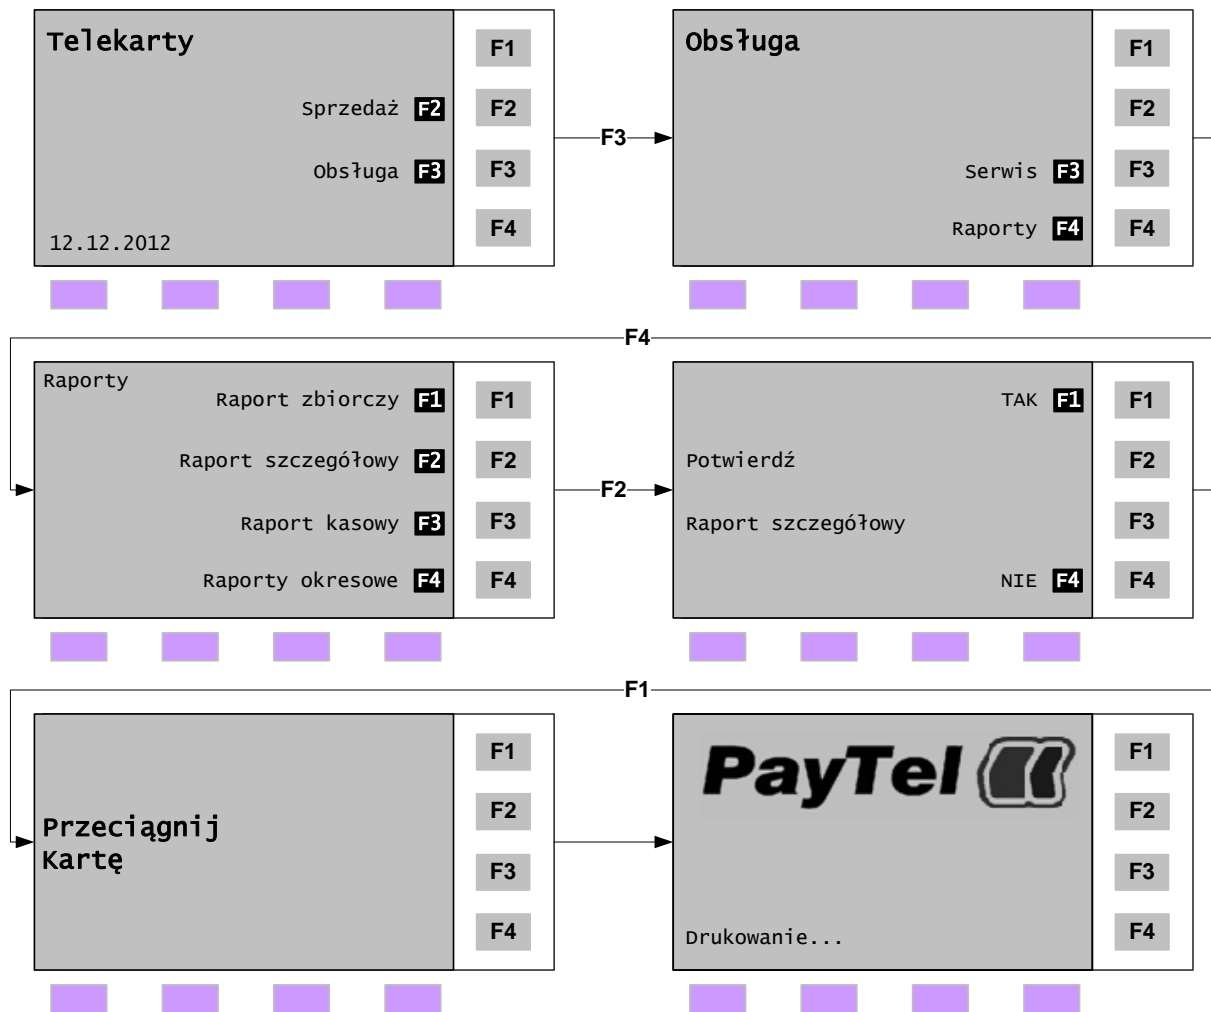 Telekarty
F1
Sprzedaż F2
F2
Obsługa F3
F3
12.12.2012
F4
F3
Obsługa
F1
F2
Serwis F3
F3
Raporty F4
F4
F4
Raporty
Raport zbiorczy F1
F1
Raport szczegółowy F2
F2
Raport kasowy F3
F3
Raporty okresowe F4
F4
F2
TAK F1
F1
Potwierdź
F2
Raport szczegółowy
F3
NIE F4
F4
F1
Przeciągnij
Kartę
F1
F2
F3
F4
PayTel
F1
F2
F3
Drukowanie...
F4